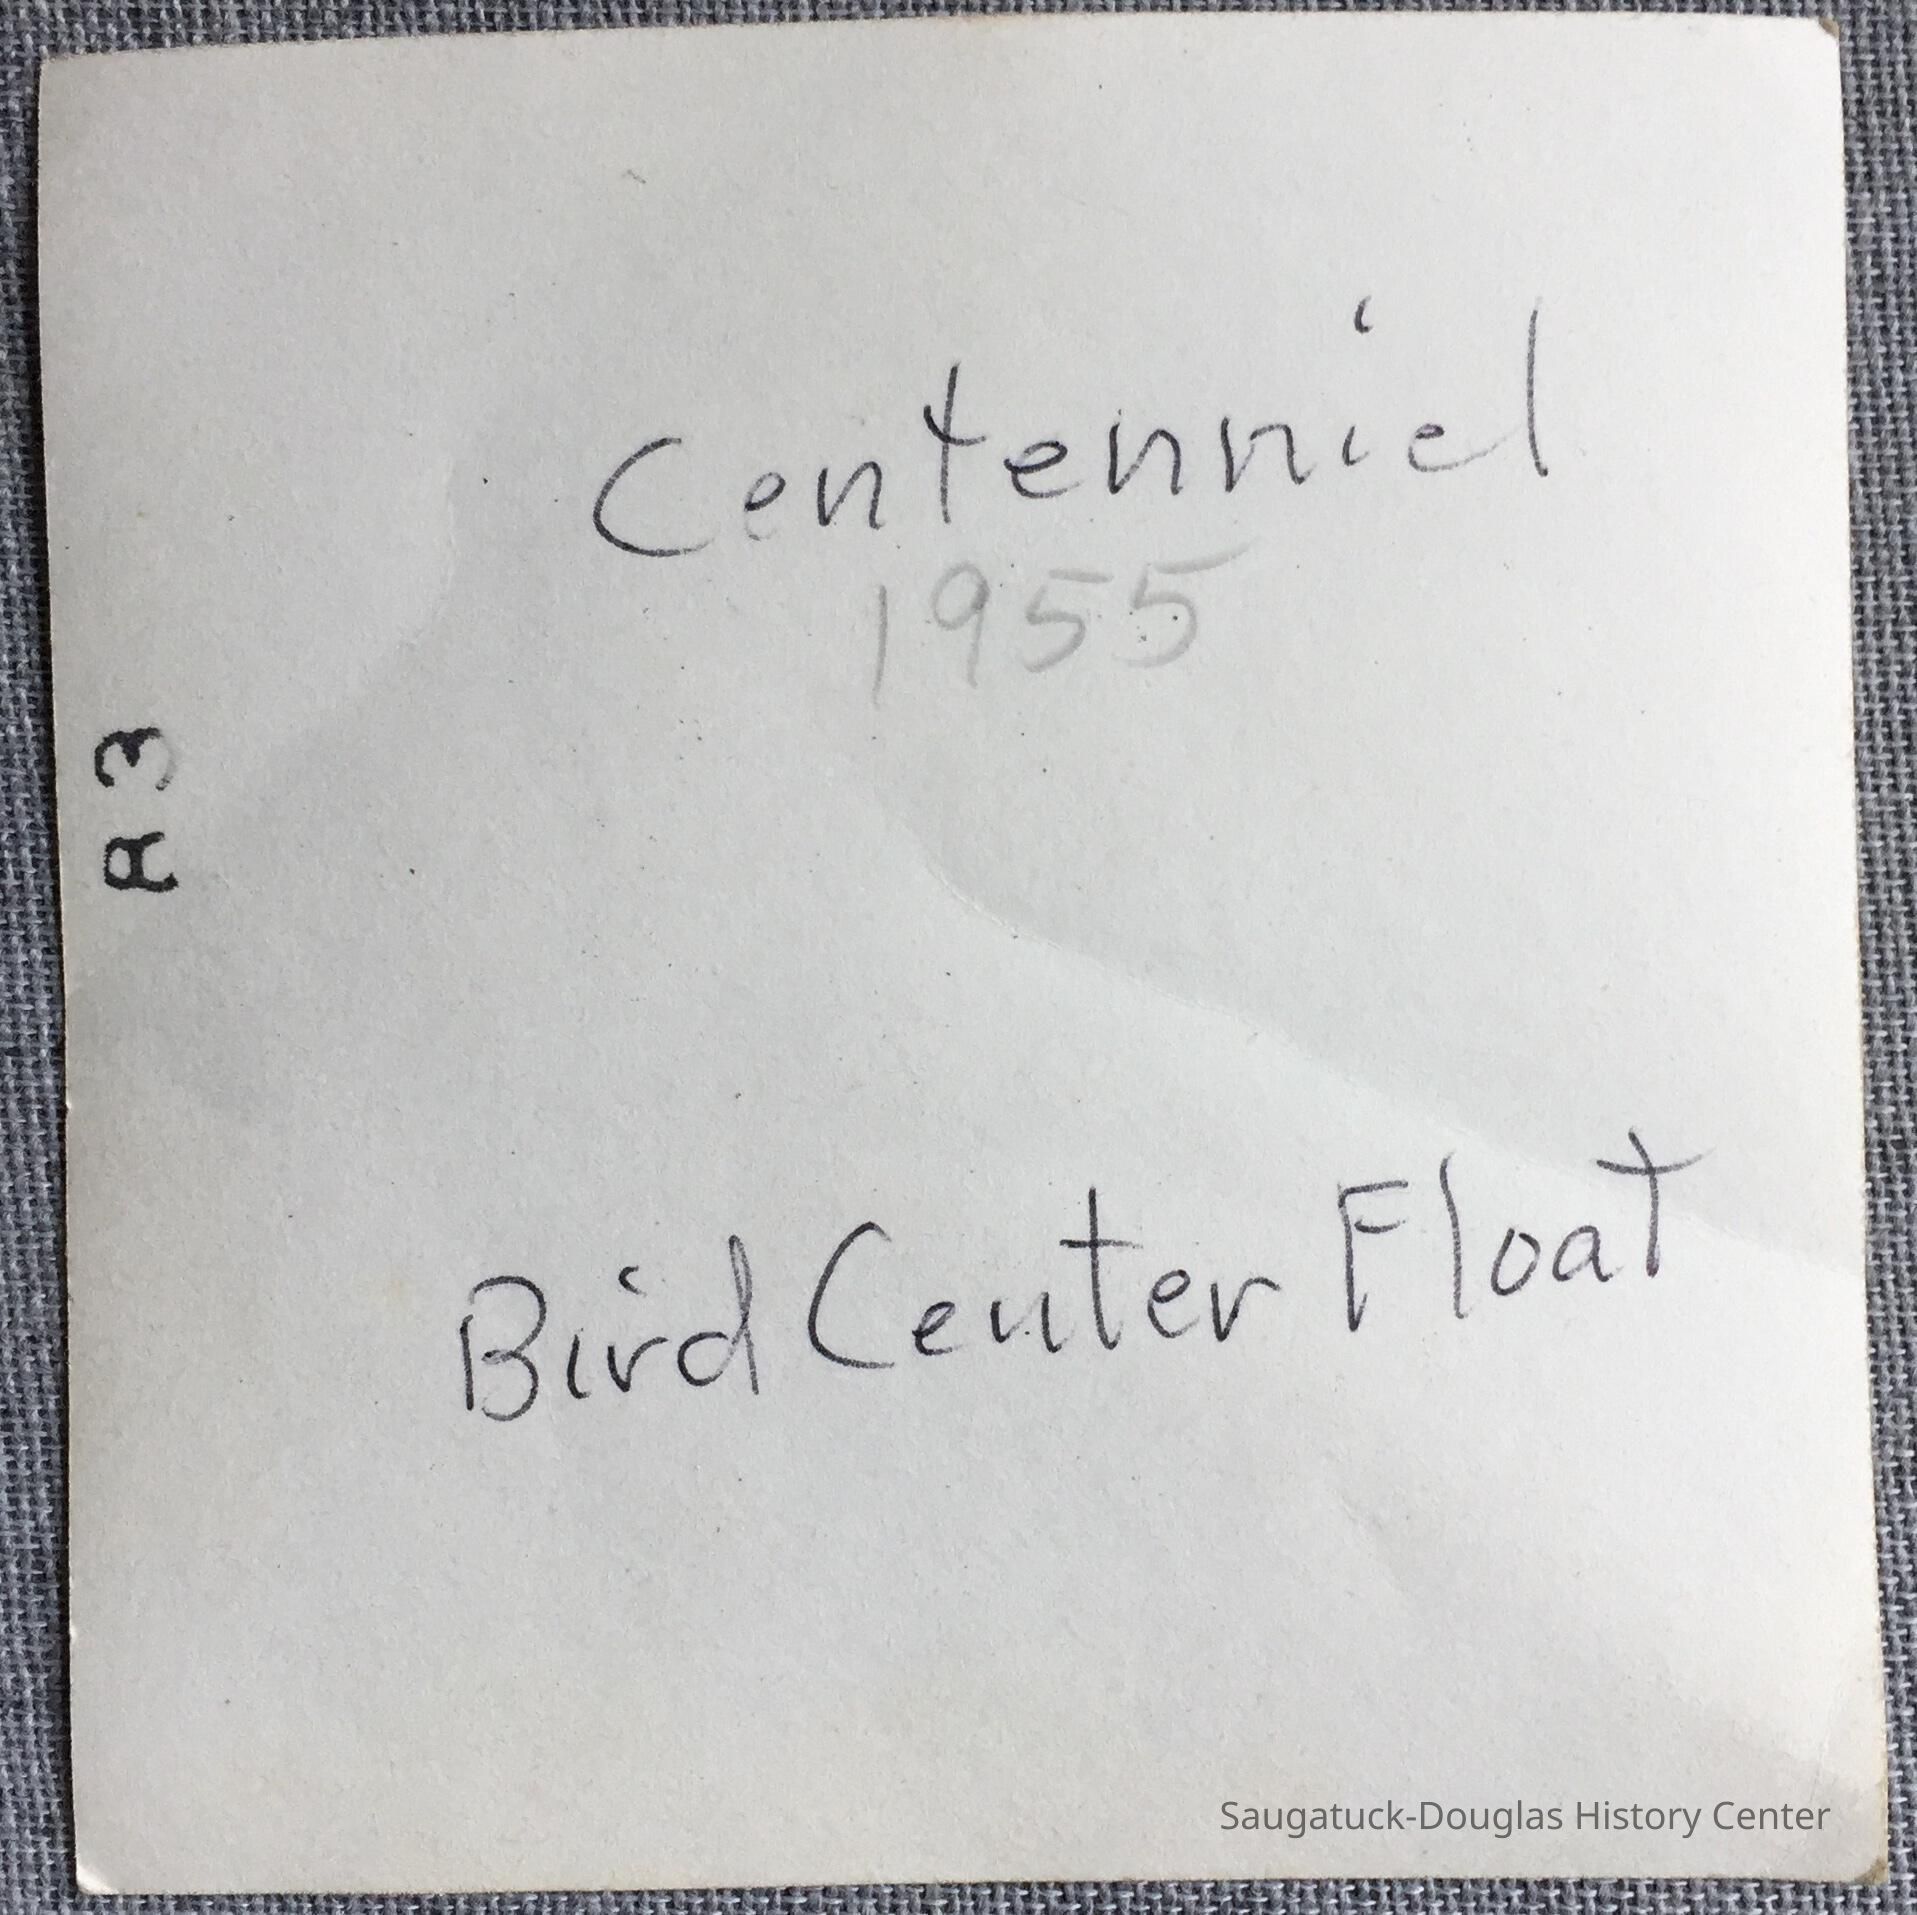 Centennial
1955
A3
Bird Center Float
Saugatuck-Douglas History Center